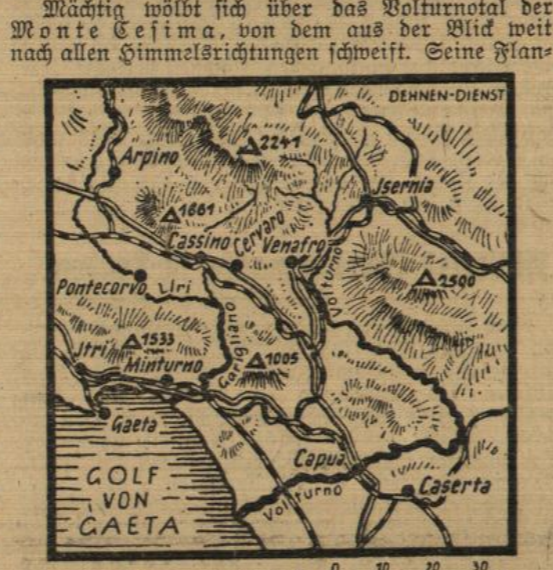 Mächtig wölbt sich über das Volturnotal der
Monte Cesima, von dem aus der Blick weit
nach allen Himmelsrichtungen schweift. Seine Flan-
DEHNEN-DIENST
Arpino
2241
Isernia
1661
Cassino
Cervaro
Venafro
Volturno
2500
Pontecorvo
Liri
Garigliano
1533
Itri
Minturno
1005
Gaeta
GOLF
VON
GAETA
Capua
Volturno
Caserta
0 10 20 30